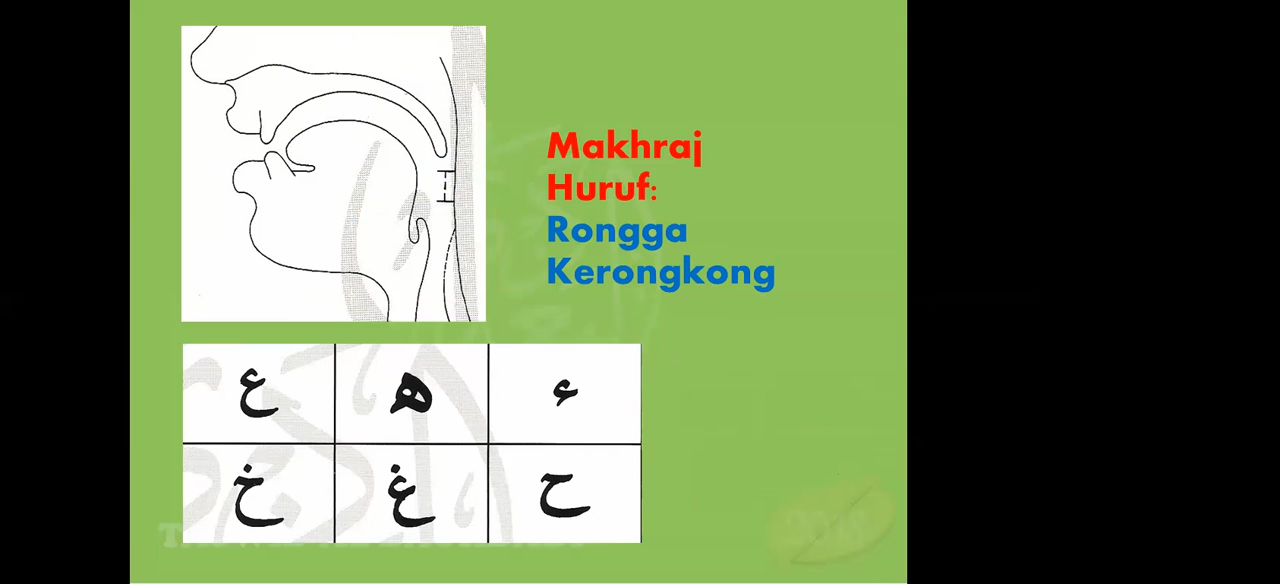 Makhraj
Huruf:
Rongga
Kerongkong
ء ه ع
ح غ خ